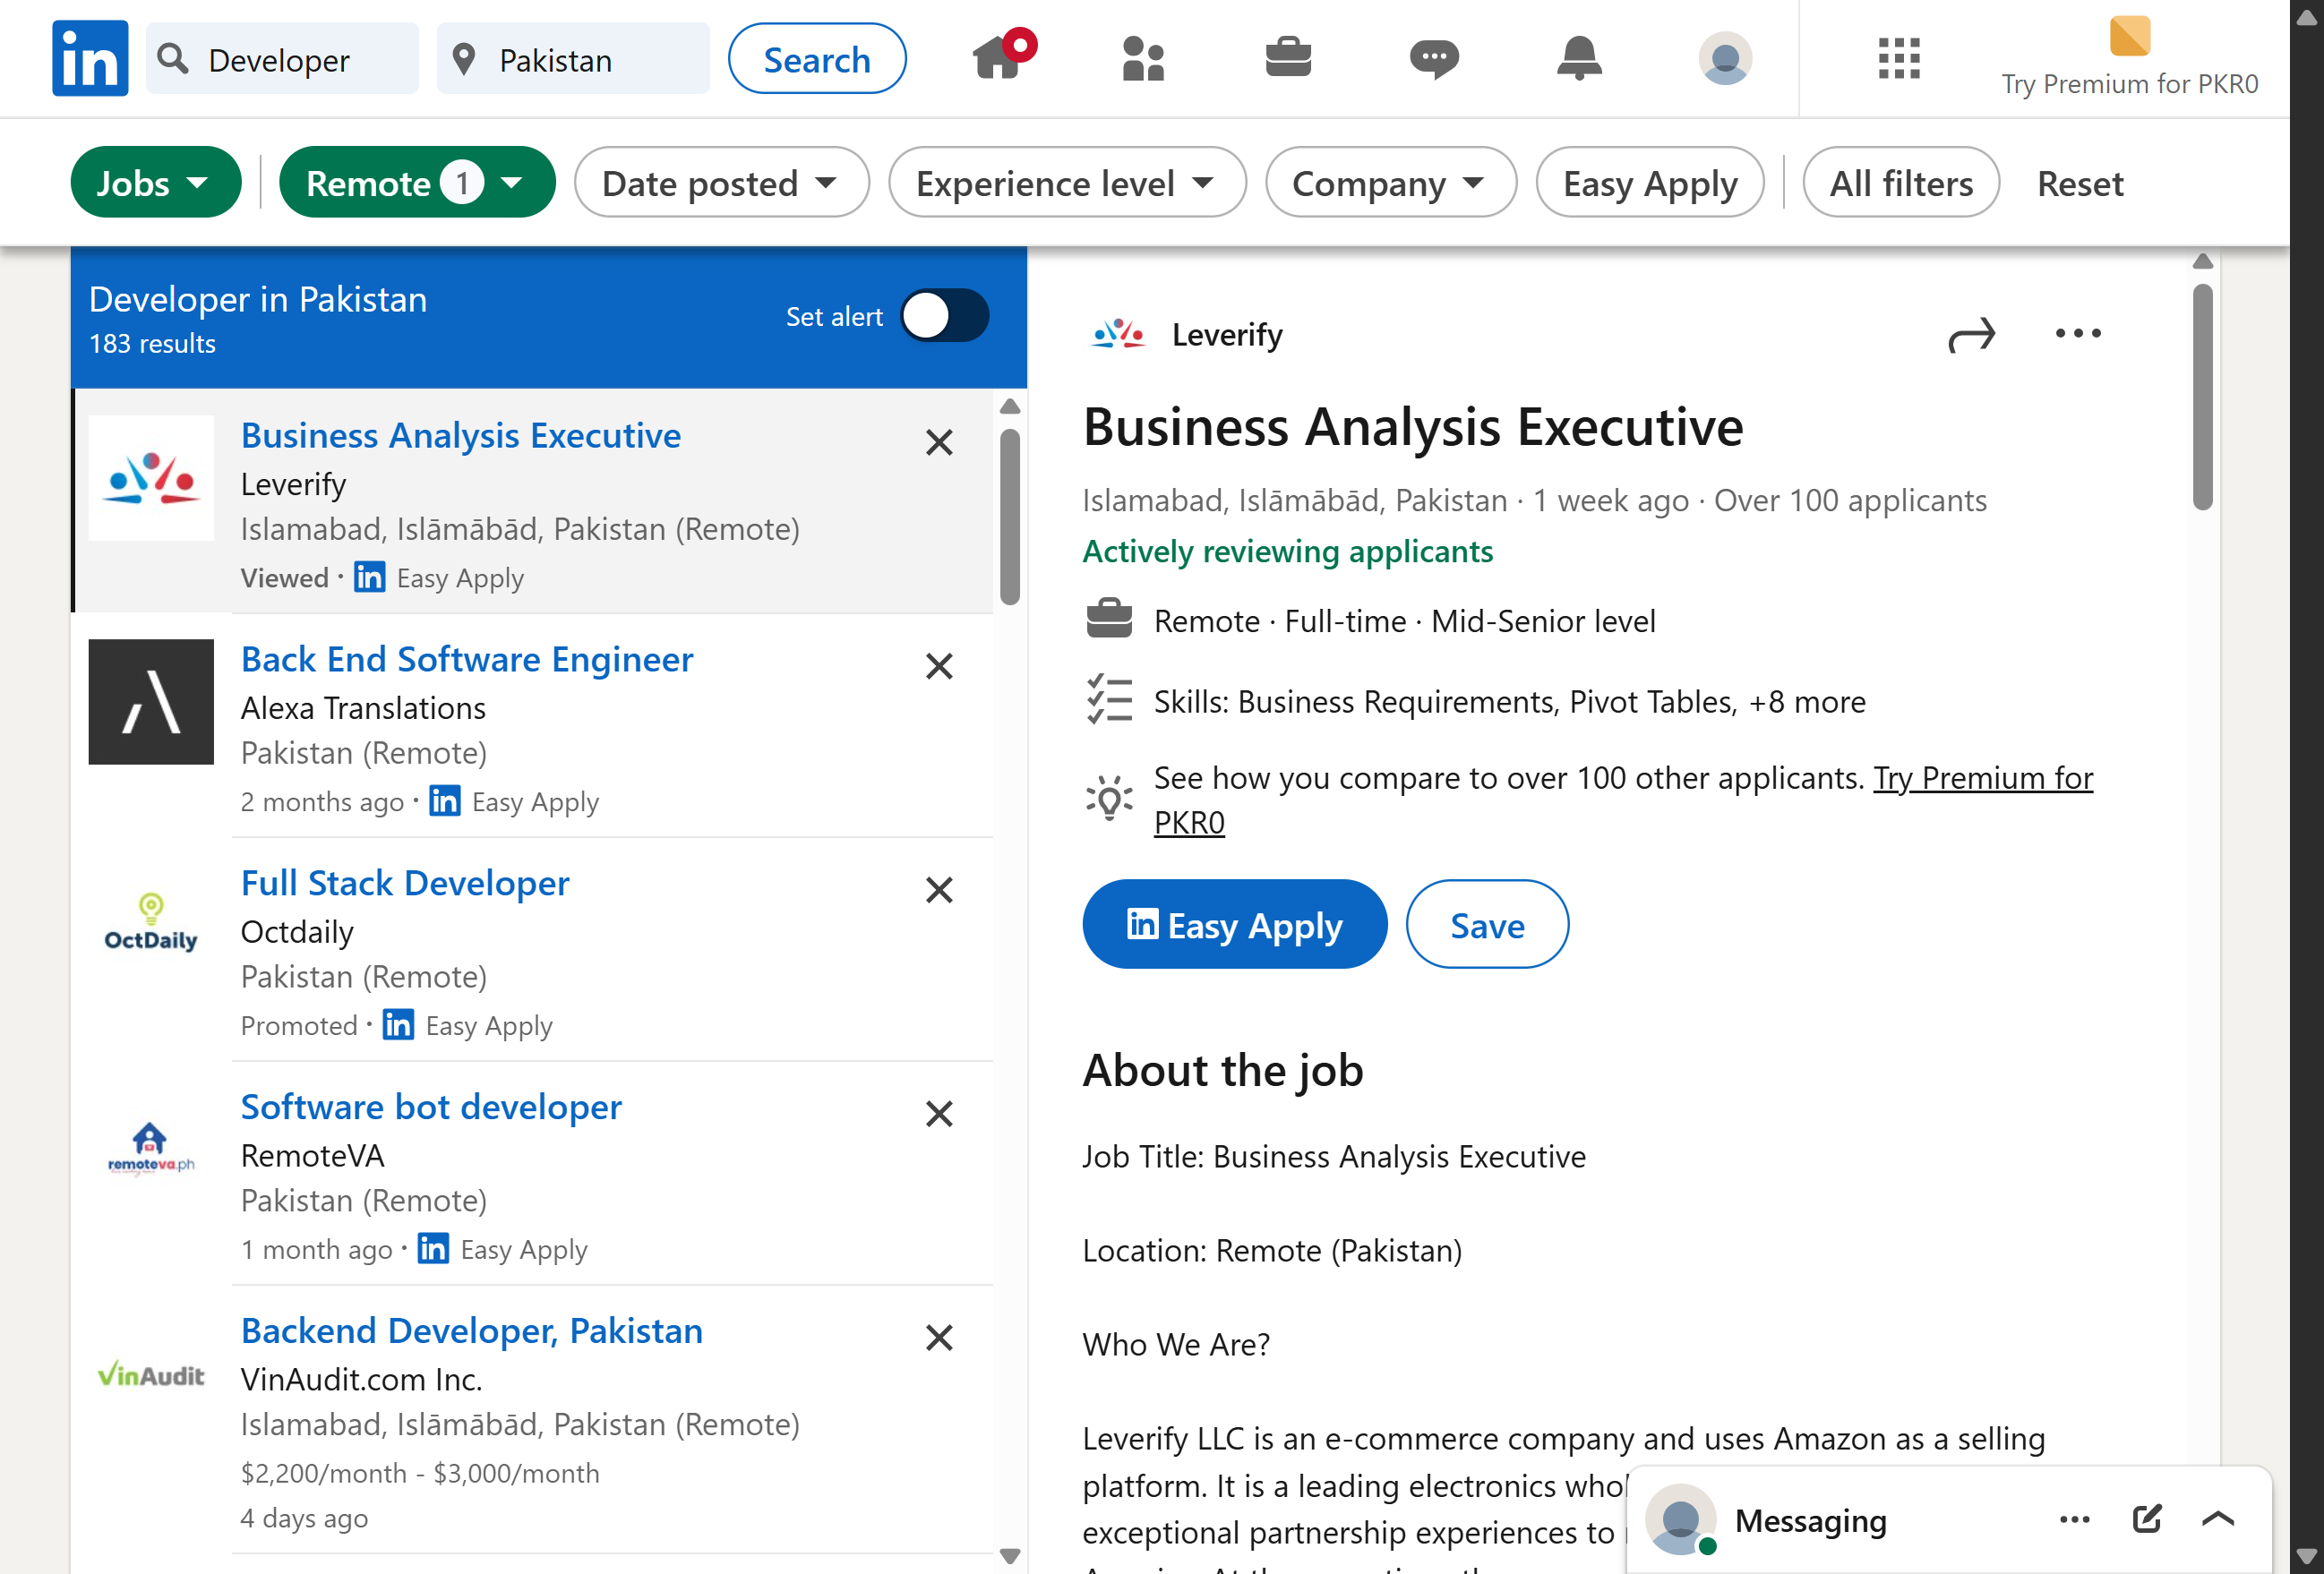 in
Developer
Pakistan
Search
Try Premium for PKR0
Jobs
Remote 1
Date posted
Experience level
Company
Easy Apply
All filters
Reset
Developer in Pakistan
183 results
Set alert
Business Analysis Executive
Leverify
Islamabad, Islāmābād, Pakistan (Remote)
Viewed · in Easy Apply
Back End Software Engineer
Alexa Translations
Pakistan (Remote)
2 months ago · in Easy Apply
OctDaily
Full Stack Developer
Octdaily
Pakistan (Remote)
Promoted · in Easy Apply
remoteva.ph
Software bot developer
RemoteVA
Pakistan (Remote)
1 month ago · in Easy Apply
VinAudit
Backend Developer, Pakistan
VinAudit.com Inc.
Islamabad, Islāmābād, Pakistan (Remote)
$2,200/month - $3,000/month
4 days ago
Leverify
Business Analysis Executive
Islamabad, Islāmābād, Pakistan · 1 week ago · Over 100 applicants
Actively reviewing applicants
Remote · Full-time · Mid-Senior level
Skills: Business Requirements, Pivot Tables, +8 more
See how you compare to over 100 other applicants. Try Premium for
PKR0
in Easy Apply
Save
About the job
Job Title: Business Analysis Executive
Location: Remote (Pakistan)
Who We Are?
Leverify LLC is an e-commerce company and uses Amazon as a selling
platform. It is a leading electronics
exceptional partnership experiences to
Messaging